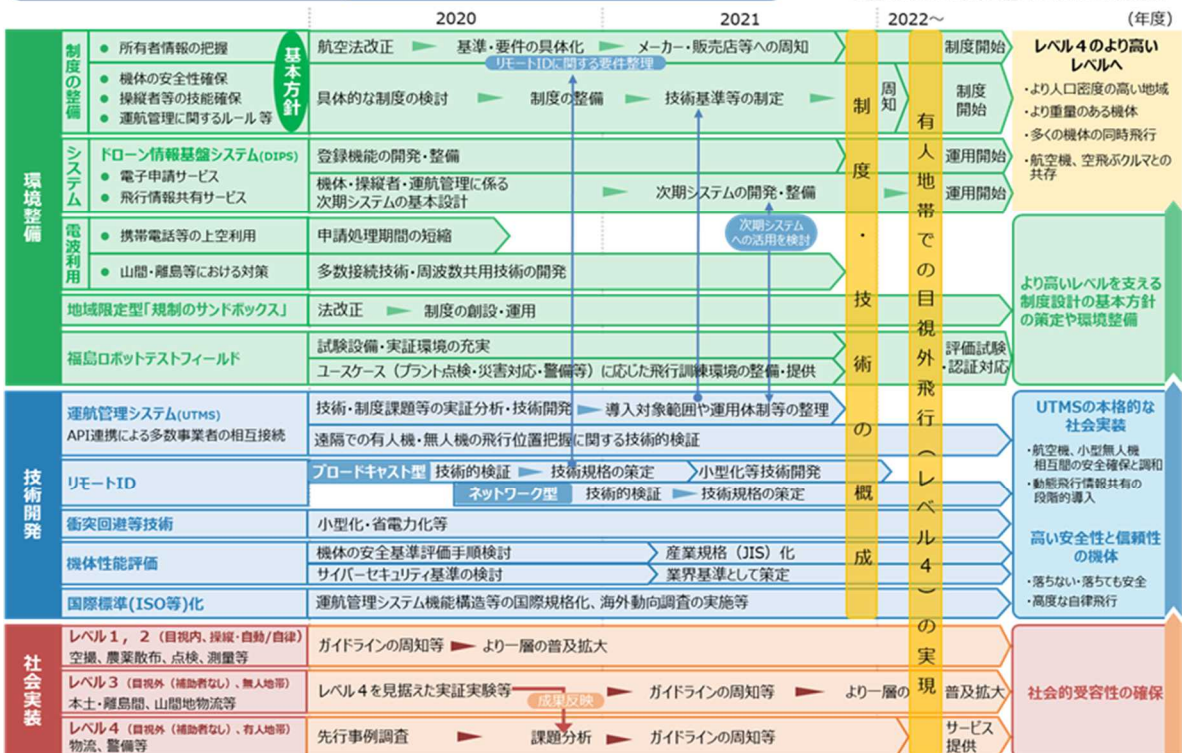 2020
2021
2022～
(年度)
環境整備
制度の整備
● 所有者情報の把握
● 機体の安全性確保
● 操縦者等の技能確保
● 運航管理に関するルール 等
基本方針
航空法改正
基準・要件の具体化
メーカー・販売店等への周知
制度開始
リモートIDに関する要件整理
具体的な制度の検討
制度の整備
技術基準等の制定
周知
制度
開始
システム
ドローン情報基盤システム(DIPS)
● 電子申請サービス
● 飛行情報共有サービス
登録機能の開発・整備
運用開始
機体・操縦者・運航管理に係る
次期システムの基本設計
次期システムの開発・整備
運用開始
次期システム
への活用を検討
電波利用
● 携帯電話等の上空利用
申請処理期間の短縮
● 山間・離島等における対策
多数接続技術・周波数共用技術の開発
地域限定型「規制のサンドボックス」
法改正
制度の創設・運用
福島ロボットテストフィールド
試験設備・実証環境の充実
ユースケース（プラント点検・災害対応・警備等）に応じた飛行訓練環境の整備・提供
評価試験
・認証対応
制度・技術の概成
有人地帯での目視外飛行（レベル４）の実現
レベル４のより高い
レベルへ
・より人口密度の高い地域
・より重量のある機体
・多くの機体の同時飛行
・航空機、空飛ぶクルマとの
共存
より高いレベルを支える
制度設計の基本方針
の策定や環境整備
技術開発
運航管理システム(UTMS)
API連携による多数事業者の相互接続
技術・制度課題等の実証分析・技術開発
導入対象範囲や運用体制等の整理
遠隔での有人機・無人機の飛行位置把握に関する技術的検証
リモートID
ブロードキャスト型
技術的検証
技術規格の策定
小型化等技術開発
ネットワーク型
技術的検証
技術規格の策定
衝突回避等技術
小型化・省電力化等
機体性能評価
機体の安全基準評価手順検討
産業規格（JIS）化
サイバーセキュリティ基準の検討
業界基準として策定
国際標準(ISO等)化
運航管理システム機能構造等の国際規格化、海外動向調査の実施等
UTMSの本格的な
社会実装
・航空機、小型無人機
相互間の安全確保と調和
・動態飛行情報共有の
段階的導入
高い安全性と信頼性
の機体
・落ちない・落ちても安全
・高度な自律飛行
社会実装
レベル１，２（目視内、操縦・自動/自律）
空撮、農薬散布、点検、測量等
ガイドラインの周知等
より一層の普及拡大
レベル３（目視外（補助者なし）、無人地帯）
本土・離島間、山間地物流等
レベル４を見据えた実証実験等
成果反映
ガイドラインの周知等
より一層の
普及拡大
レベル４（目視外（補助者なし）、有人地帯）
物流、警備等
先行事例調査
課題分析
ガイドラインの周知等
サービス
提供
社会的受容性の確保